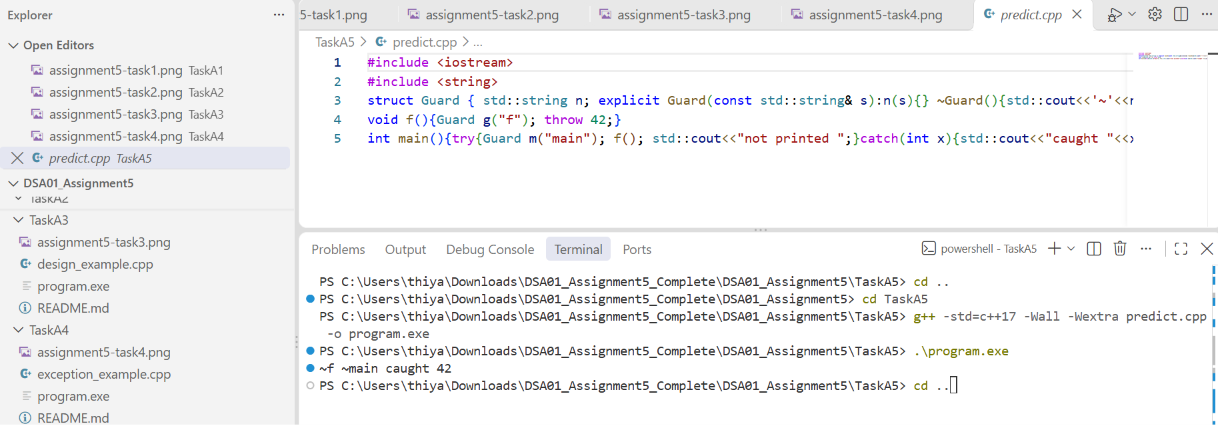 Explorer
Open Editors
assignment5-task1.png TaskA1
assignment5-task2.png TaskA2
assignment5-task3.png TaskA3
assignment5-task4.png TaskA4
predict.cpp TaskA5
DSA01_Assignment5
TaskA2
TaskA3
assignment5-task3.png
design_example.cpp
program.exe
README.md
TaskA4
assignment5-task4.png
exception_example.cpp
program.exe
README.md
5-task1.png assignment5-task2.png assignment5-task3.png assignment5-task4.png predict.cpp
TaskA5 > predict.cpp > ...
1 #include <iostream>
2 #include <string>
3 struct Guard { std::string n; explicit Guard(const std::string& s):n(s){} ~Guard(){std::cout<<'~'<<n
4 void f(){Guard g("f"); throw 42;}
5 int main(){try{Guard m("main"); f(); std::cout<<"not printed ";}catch(int x){std::cout<<"caught "<<x
Problems Output Debug Console Terminal Ports powershell - TaskA5
PS C:\Users\thiya\Downloads\DSA01_Assignment5_Complete\DSA01_Assignment5\TaskA5> cd ..
PS C:\Users\thiya\Downloads\DSA01_Assignment5_Complete\DSA01_Assignment5> cd TaskA5
PS C:\Users\thiya\Downloads\DSA01_Assignment5_Complete\DSA01_Assignment5\TaskA5> g++ -std=c++17 -Wall -Wextra predict.cpp
-o program.exe
PS C:\Users\thiya\Downloads\DSA01_Assignment5_Complete\DSA01_Assignment5\TaskA5> .\program.exe
~f ~main caught 42
PS C:\Users\thiya\Downloads\DSA01_Assignment5_Complete\DSA01_Assignment5\TaskA5> cd ..